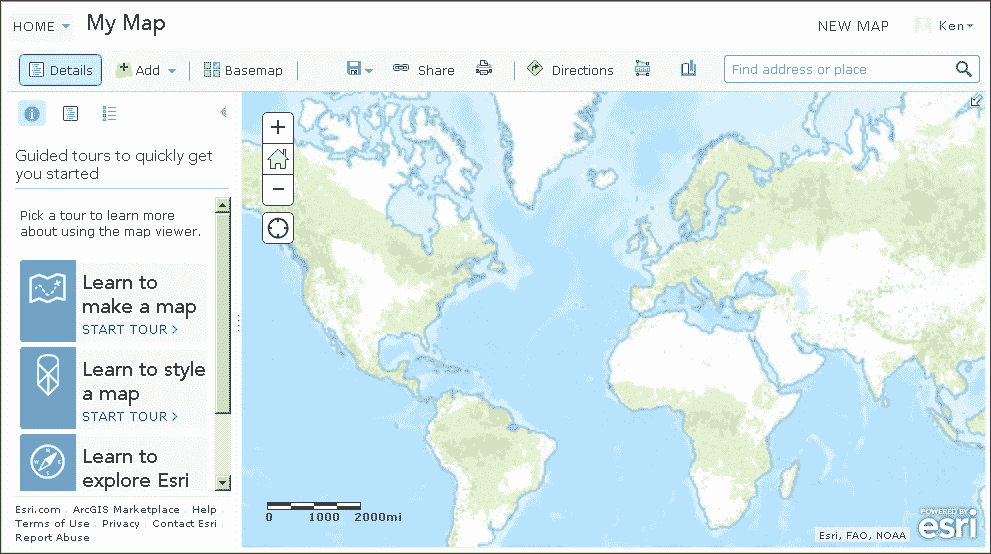 HOME My Map NEW MAP Ken
Details Add Basemap Share Directions Find address or place
Guided tours to quickly get
you started
Pick a tour to learn more
about using the map viewer.
Learn to
make a map
START TOUR >
Learn to style
a map
START TOUR >
Learn to
explore Esri
Esri.com . ArcGIS Marketplace . Help .
Terms of Use . Privacy . Contact Esri .
Report Abuse
+
−
0 1000 2000mi
POWERED BY
esri
Esri, FAO, NOAA